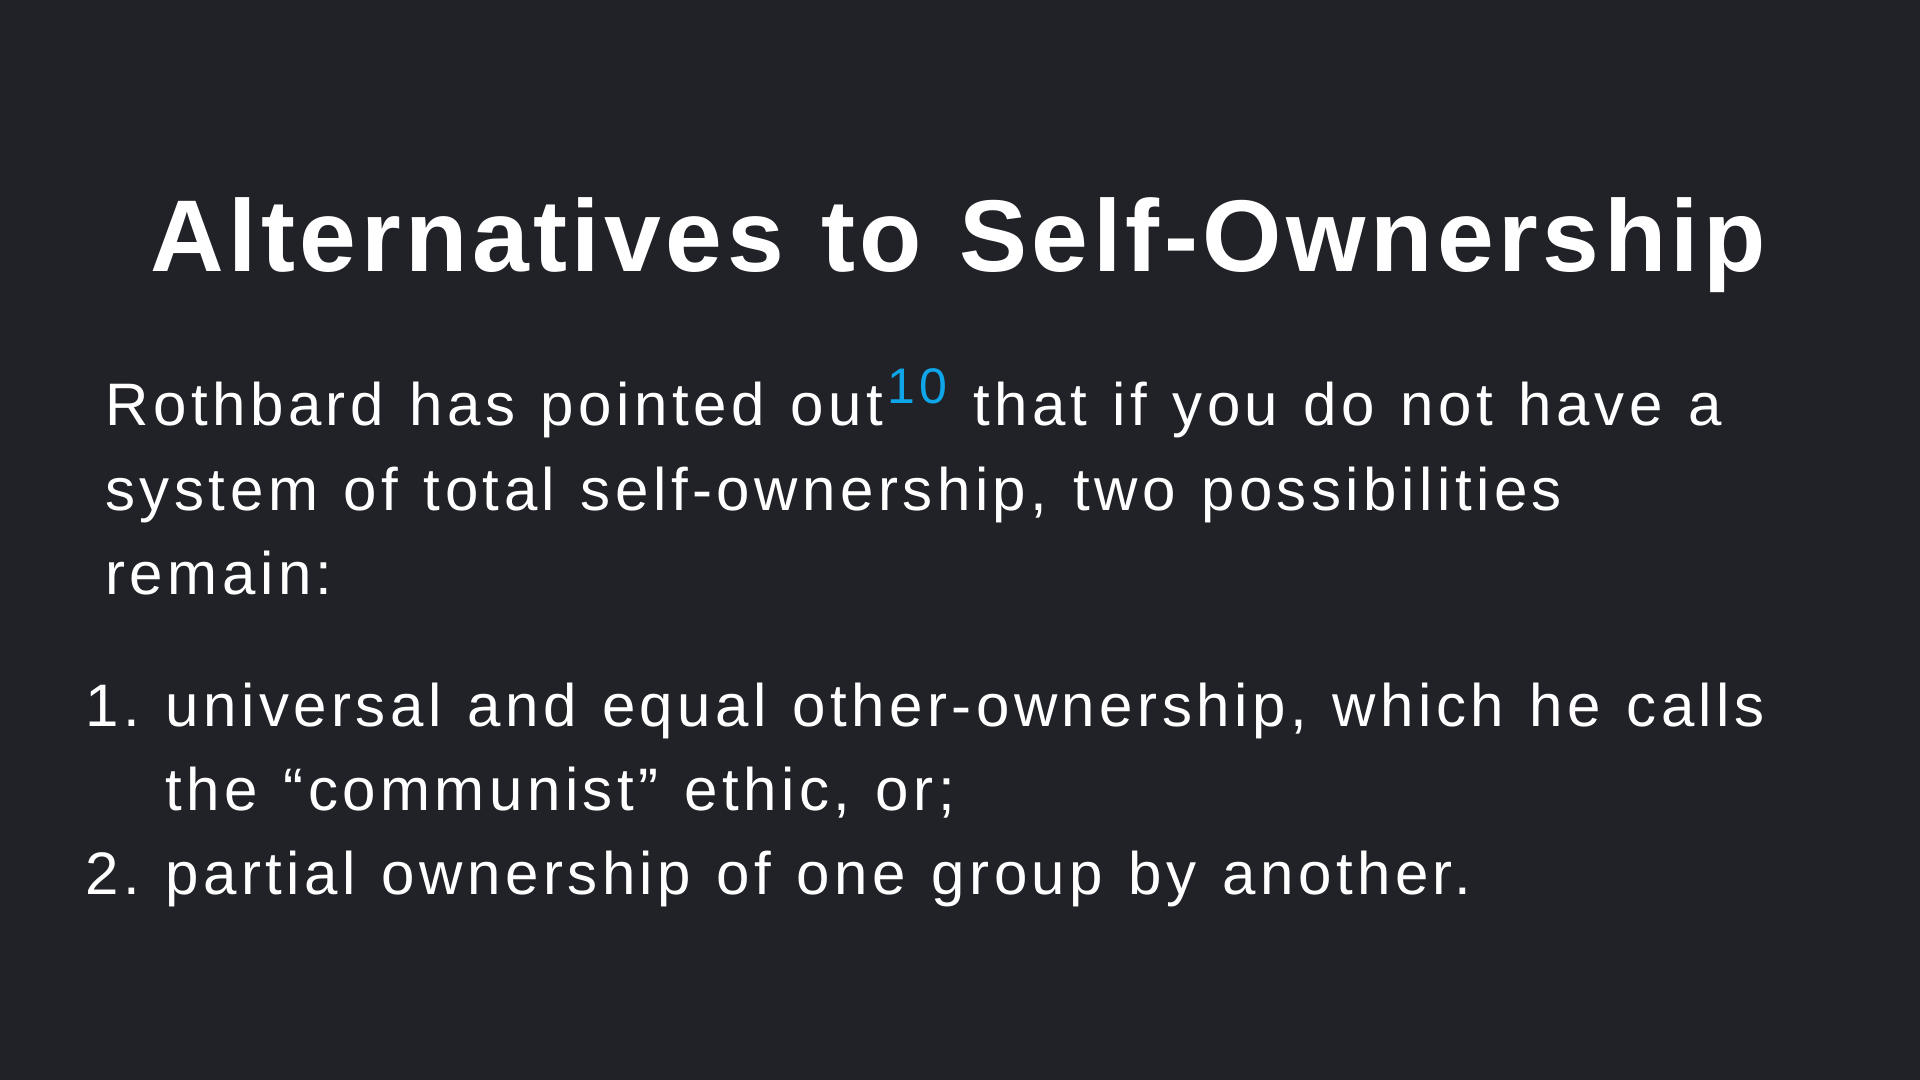 Alternatives to Self-Ownership
Rothbard has pointed out10 that if you do not have a
system of total self-ownership, two possibilities
remain:
1. universal and equal other-ownership, which he calls
the “communist” ethic, or;
2. partial ownership of one group by another.